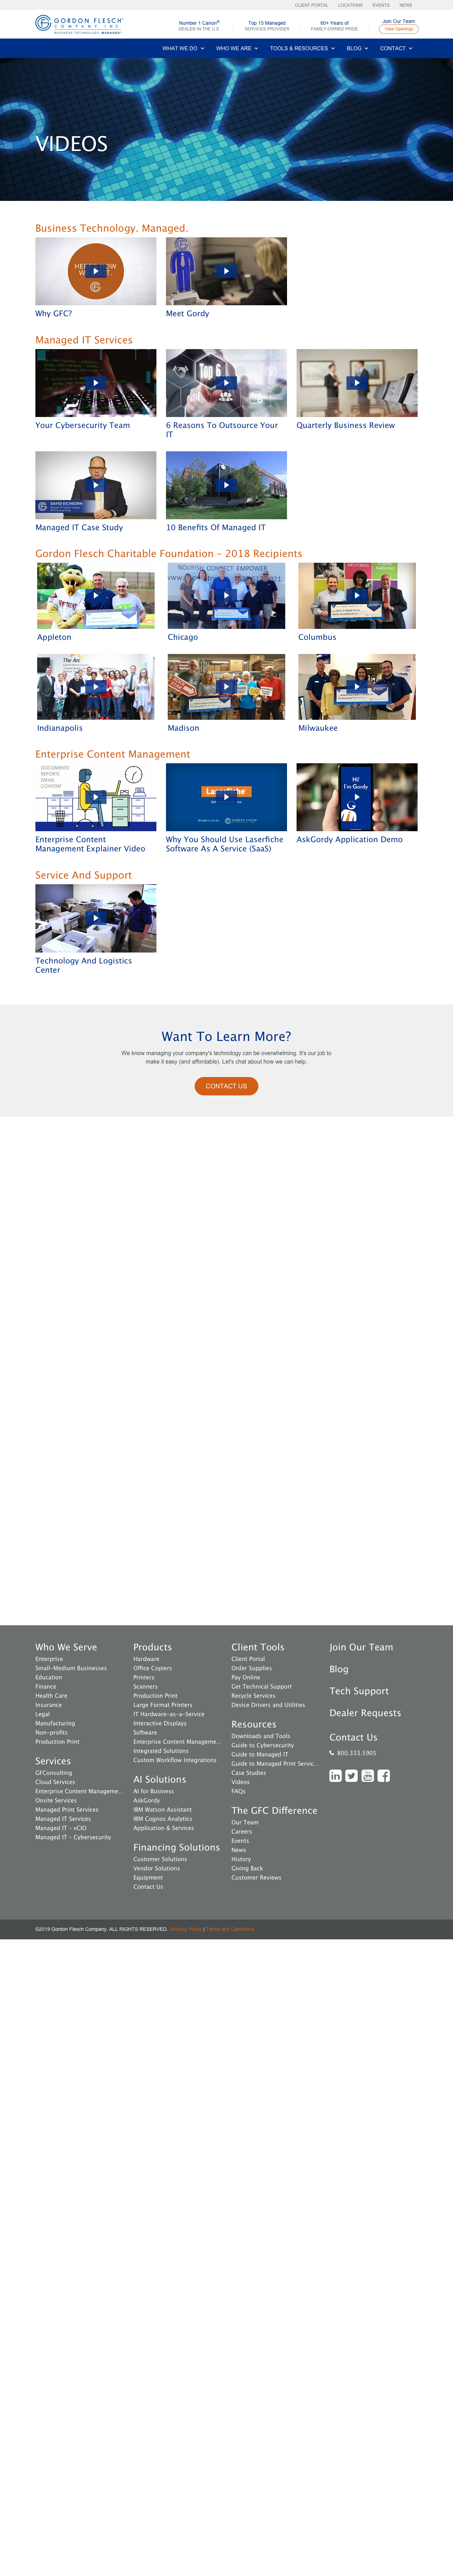 CLIENT PORTAL LOCATIONS EVENTS NEWS
GORDON FLESCH®
COMPANY, INC.
BUSINESS TECHNOLOGY. MANAGED.
Number 1 Canon®
DEALER IN THE U.S.
Top 15 Managed
SERVICES PROVIDER
60+ Years of
FAMILY-OWNED PRIDE
Join Our Team
View Openings
WHAT WE DO WHO WE ARE TOOLS & RESOURCES BLOG CONTACT
VIDEOS
Business Technology. Managed.
Why GFC?
Meet Gordy
Managed IT Services
Top 6
Your Cybersecurity Team
6 Reasons To Outsource Your
IT
Quarterly Business Review
DAVID EICHKORN
Managed IT Case Study
10 Benefits Of Managed IT
Gordon Flesch Charitable Foundation – 2018 Recipients
NOURISH CONNECT EMPOWER
Appleton
Chicago
Columbus
The Arc
Indianapolis
Madison
Milwaukee
Enterprise Content Management
DOCUMENTS
REPORTS
EMAIL
CONTENT
Hi!
I'm Gordy
Enterprise Content
Management Explainer Video
Why You Should Use Laserfiche
Software As A Service (SaaS)
AskGordy Application Demo
Service And Support
Technology And Logistics
Center
Want To Learn More?
We know managing your company's technology can be overwhelming. It's our job to
make it easy (and affordable). Let's chat about how we can help.
CONTACT US
Who We Serve
Enterprise
Small-Medium Businesses
Education
Finance
Health Care
Insurance
Legal
Manufacturing
Non-profits
Production Print
Services
GFConsulting
Cloud Services
Enterprise Content Manageme...
Onsite Services
Managed Print Services
Managed IT Services
Managed IT - vCIO
Managed IT - Cybersecurity
Products
Hardware
Office Copiers
Printers
Scanners
Production Print
Large Format Printers
IT Hardware-as-a-Service
Interactive Displays
Software
Enterprise Content Manageme...
Integrated Solutions
Custom Workflow Integrations
AI Solutions
AI for Business
AskGordy
IBM Watson Assistant
IBM Cognos Analytics
Application & Services
Financing Solutions
Customer Solutions
Vendor Solutions
Equipment
Contact Us
Client Tools
Client Portal
Order Supplies
Pay Online
Get Technical Support
Recycle Services
Device Drivers and Utilities
Resources
Downloads and Tools
Guide to Cybersecurity
Guide to Managed IT
Guide to Managed Print Servic...
Case Studies
Videos
FAQs
The GFC Difference
Our Team
Careers
Events
News
History
Giving Back
Customer Reviews
Join Our Team
Blog
Tech Support
Dealer Requests
Contact Us
800.333.5905
©2019 Gordon Flesch Company. ALL RIGHTS RESERVED. Security Policy | Terms and Conditions